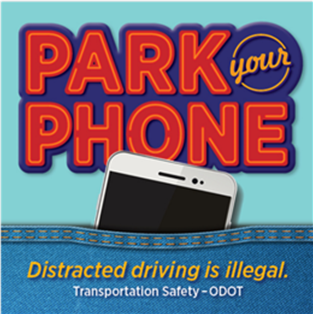 PARK your
PHONE
Distracted driving is illegal.
Transportation Safety – ODOT